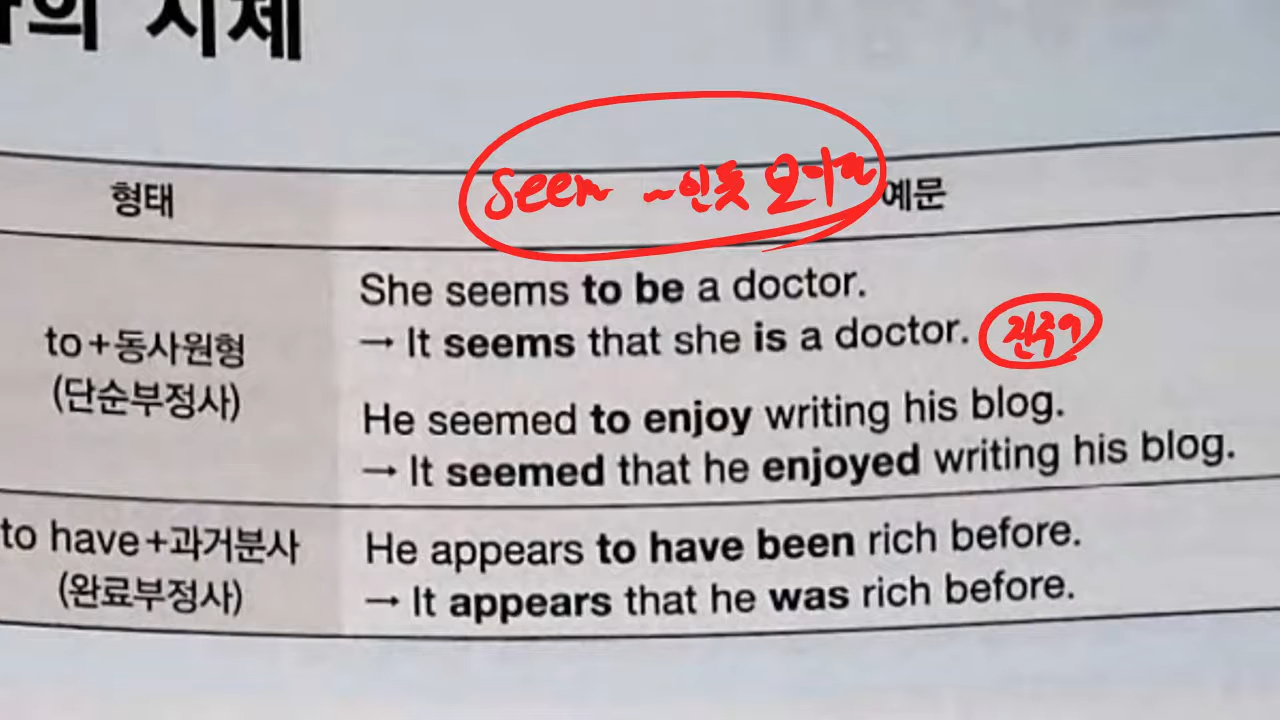 의 시제
seem ~인듯 보이다
형태
예문
to+동사원형
(단순부정사)
She seems to be a doctor.
→ It seems that she is a doctor. 진주어
He seemed to enjoy writing his blog.
→ It seemed that he enjoyed writing his blog.
to have+과거분사
(완료부정사)
He appears to have been rich before.
→ It appears that he was rich before.